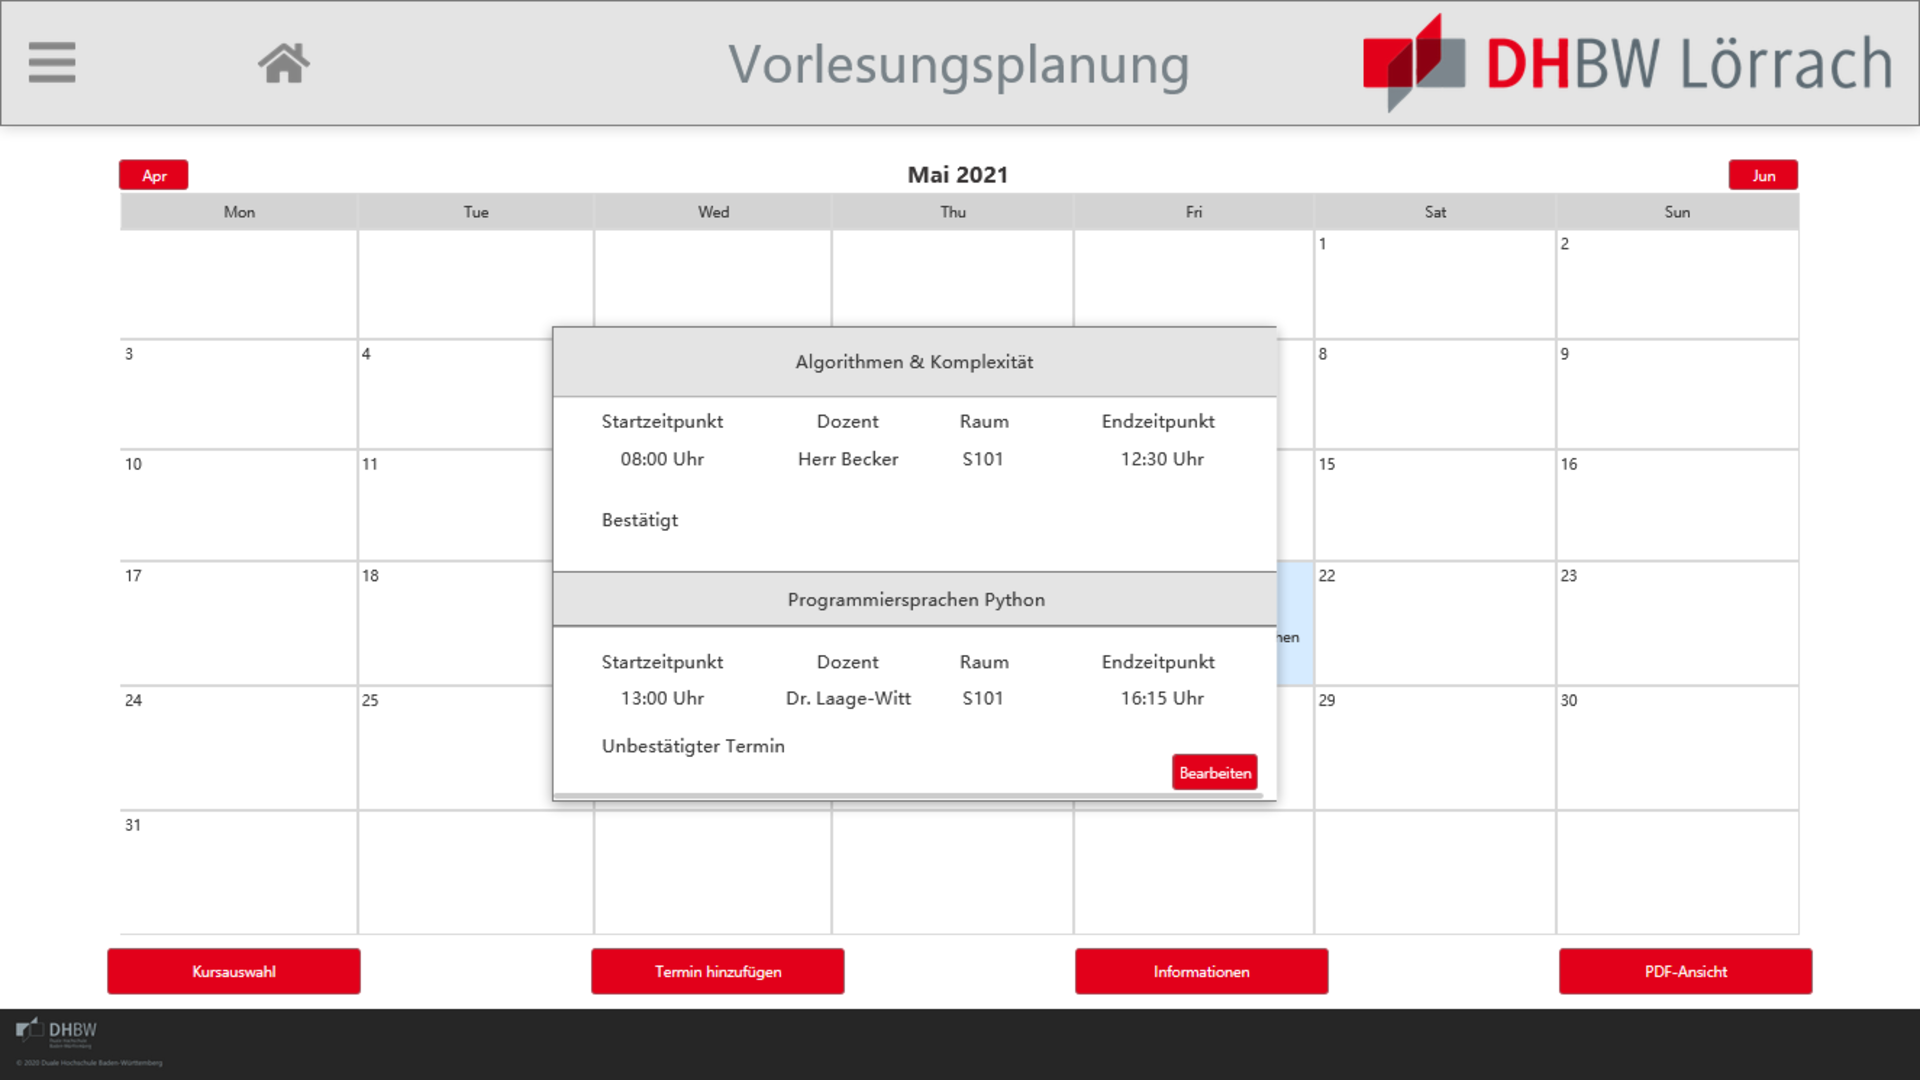 Vorlesungsplanung
DHBW Lörrach
Apr
Mai 2021
Jun
Mon Tue Wed Thu Fri Sat Sun
1 2
3 4 8 9
10 11 15 16
17 18 22 23
24 25 29 30
31
Algorithmen & Komplexität
Startzeitpunkt Dozent Raum Endzeitpunkt
08:00 Uhr Herr Becker S101 12:30 Uhr
Bestätigt
Programmiersprachen Python
nen
Startzeitpunkt Dozent Raum Endzeitpunkt
13:00 Uhr Dr. Laage-Witt S101 16:15 Uhr
Unbestätigter Termin
Bearbeiten
Kursauswahl Termin hinzufügen Informationen PDF-Ansicht
DHBW
Duale Hochschule
Baden-Württemberg
© 2020 Duale Hochschule Baden-Württemberg